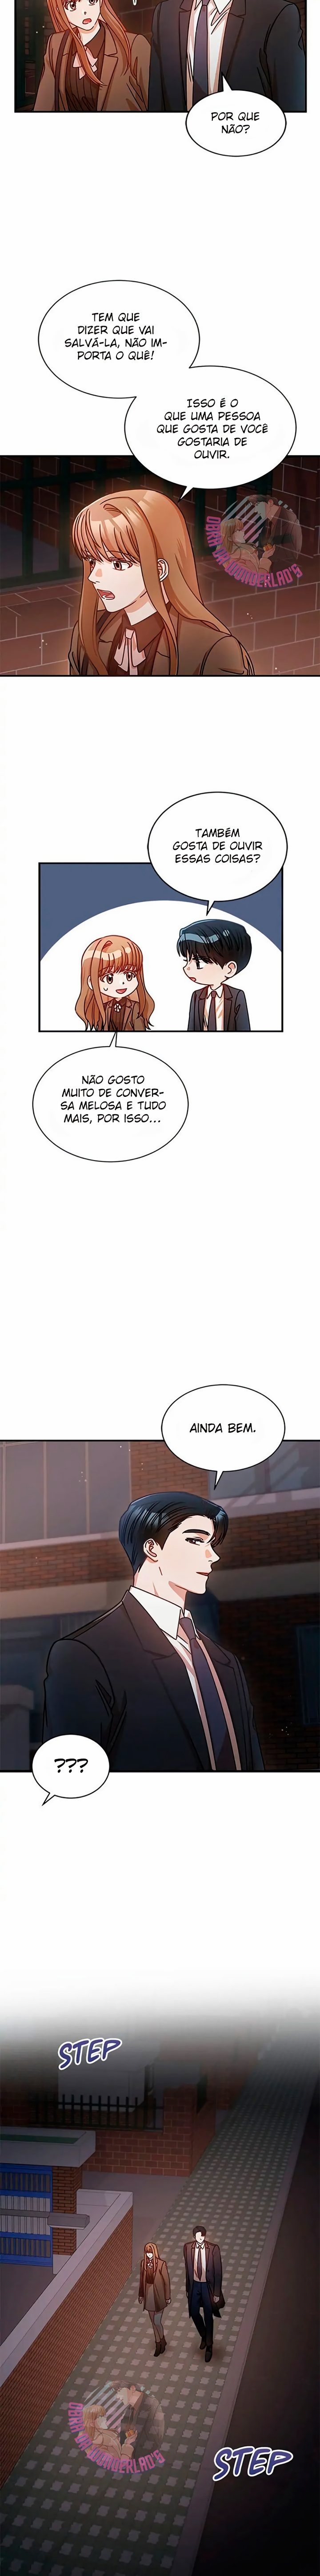 POR QUE
NÃO?
TEM QUE
DIZER QUE VAI
SALVÁ-LA, NÃO IM-
PORTA O QUÊ!
ISSO É O
QUE UMA PESSOA
QUE GOSTA DE VOCÊ
GOSTARIA DE
OUVIR.
TAMBÉM
GOSTA DE OUVIR
ESSAS COISAS?
NÃO GOSTO
MUITO DE CONVER-
SA MELOSA E TUDO
MAIS, POR ISSO...
AINDA BEM.
???
STEP
STEP